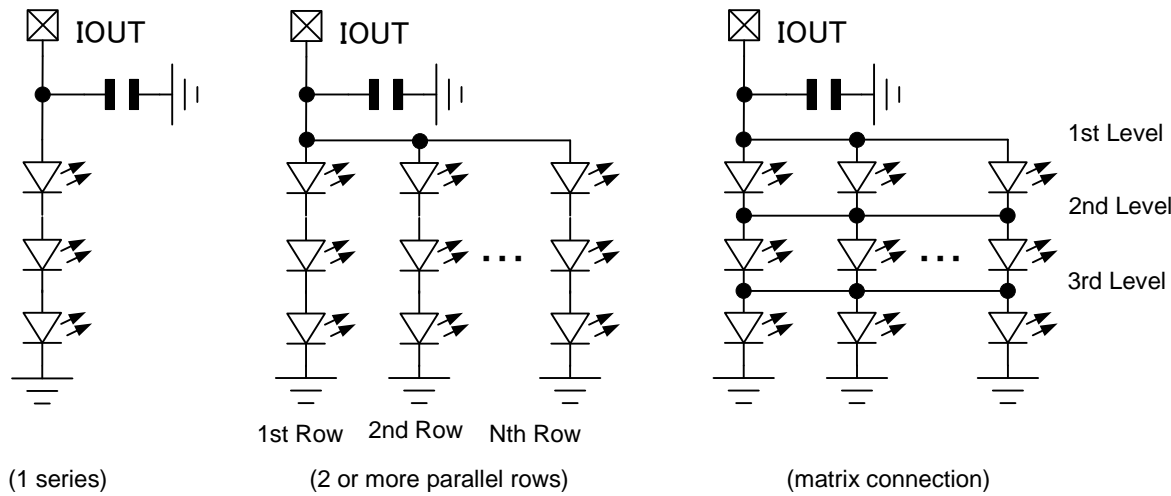 IOUT
IOUT
IOUT
1st Level
2nd Level
3rd Level
1st Row 2nd Row Nth Row
(1 series)
(2 or more parallel rows)
(matrix connection)